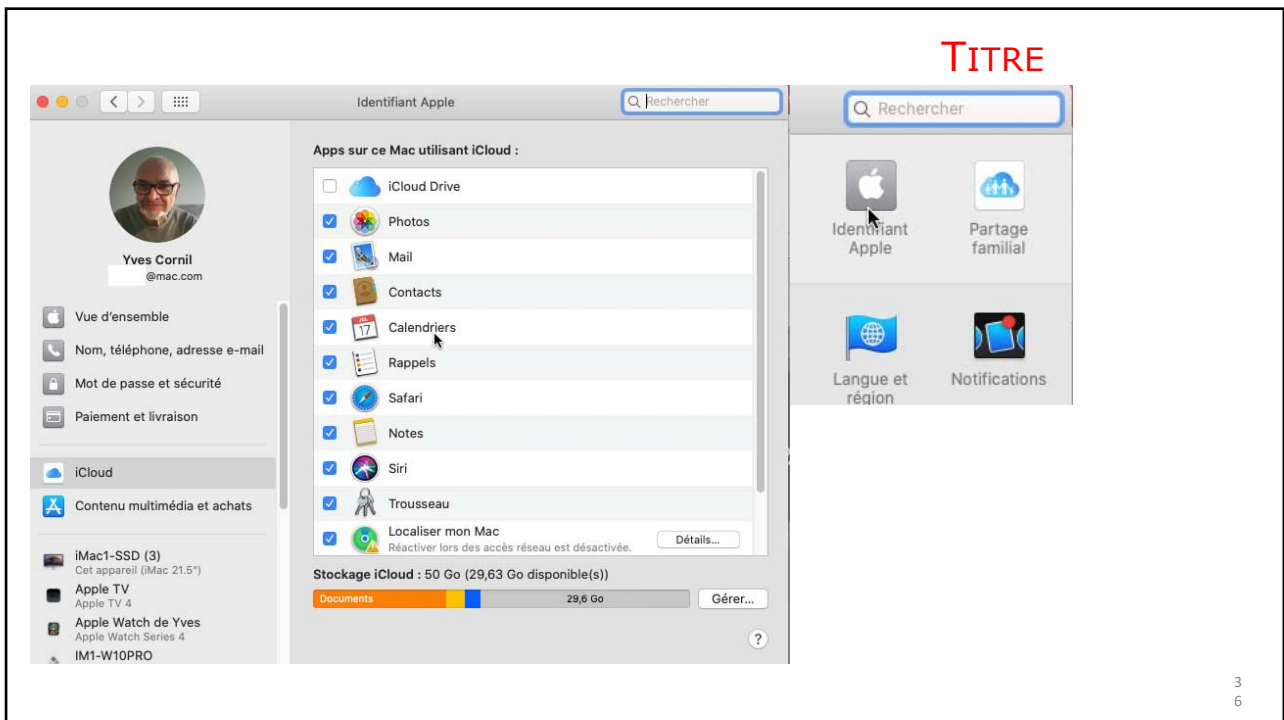 TITRE
Identifiant Apple
Rechercher
Yves Cornil
@mac.com
Vue d'ensemble
Nom, téléphone, adresse e-mail
Mot de passe et sécurité
Paiement et livraison
iCloud
Contenu multimédia et achats
iMac1-SSD (3)
Cet appareil (iMac 21.5")
Apple TV
Apple TV 4
Apple Watch de Yves
Apple Watch Series 4
IM1-W10PRO
Apps sur ce Mac utilisant iCloud :
iCloud Drive
Photos
Mail
Contacts
JUL
17
Calendriers
Rappels
Safari
Notes
Siri
Trousseau
Localiser mon Mac
Réactiver lors des accès réseau est désactivée.
Détails...
Stockage iCloud : 50 Go (29,63 Go disponible(s))
Documents
29,6 Go
Gérer...
?
Rechercher
Identifiant
Apple
Partage
familial
Langue et
région
Notifications
3
6